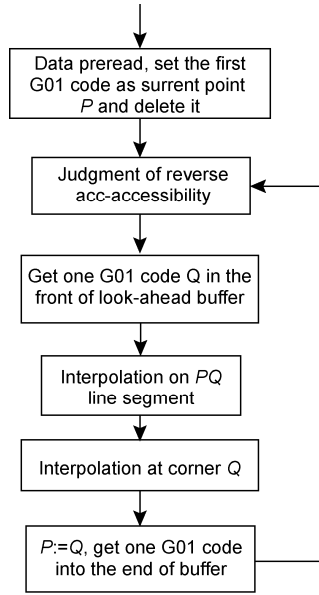 Data preread, set the first
G01 code as surrent point
P and delete it
Judgment of reverse
acc-accessibility
Get one G01 code Q in the
front of look-ahead buffer
Interpolation on PQ
line segment
Interpolation at corner Q
P:=Q, get one G01 code
into the end of buffer